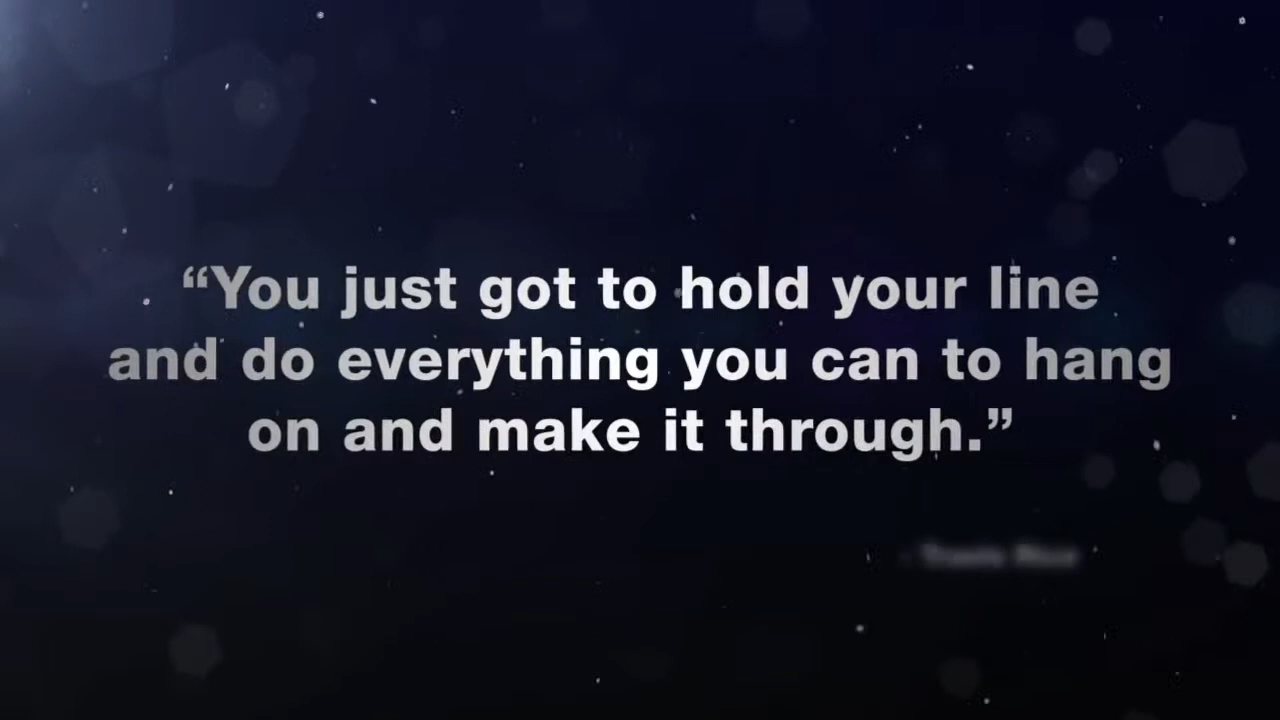 “You just got to hold your line
and do everything you can to hang
on and make it through.”